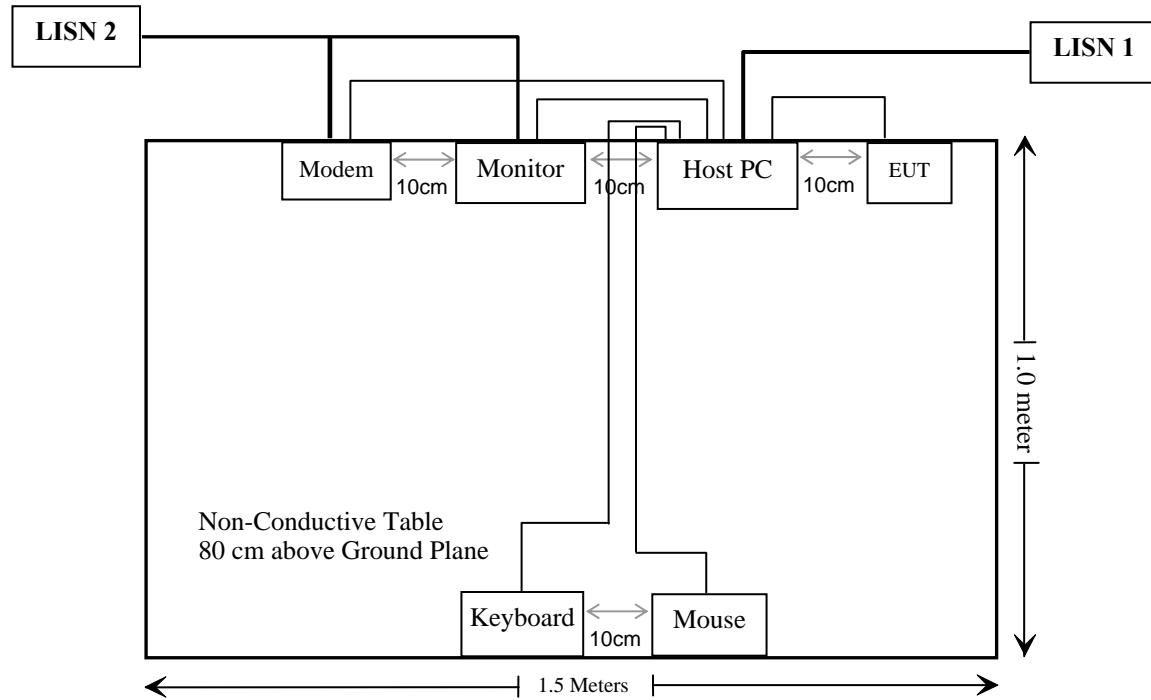 LISN 2
LISN 1
Modem
Monitor
Host PC
EUT
10cm
10cm
10cm
1.0 meter
Non-Conductive Table
80 cm above Ground Plane
Keyboard
Mouse
10cm
1.5 Meters